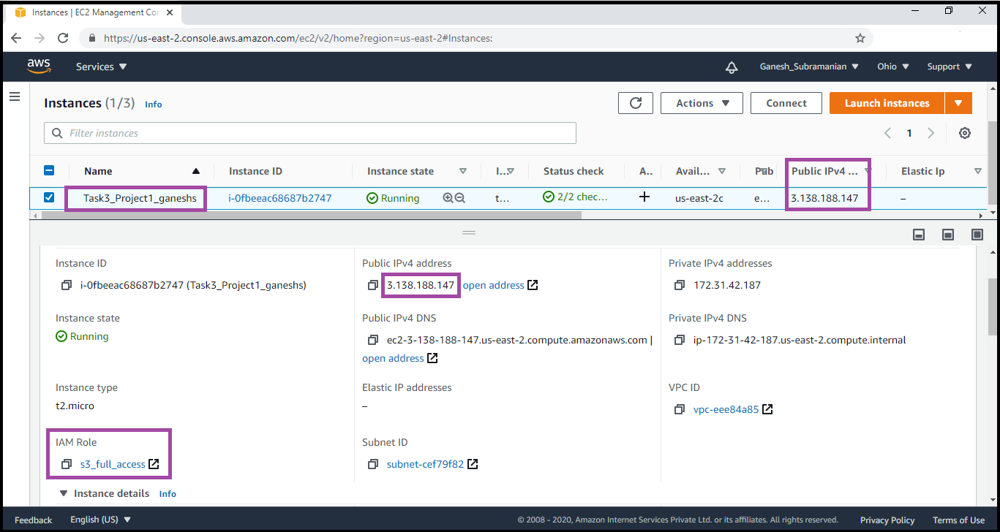 Instances | EC2 Management Cor
https://us-east-2.console.aws.amazon.com/ec2/v2/home?region=us-east-2#Instances:
aws Services Ganesh_Subramanian Ohio Support
Instances (1/3) Info Actions Connect Launch instances
Filter instances 1
Name Instance ID Instance state I... Status check A.. Avail... Pub Public IPv4 ... Elastic Ip
Task3_Project1_ganeshs i-0fbeeac68687b2747 Running t... 2/2 chec... us-east-2c e... 3.138.188.147 –
Instance ID Public IPv4 address Private IPv4 addresses
i-0fbeeac68687b2747 (Task3_Project1_ganeshs) 3.138.188.147 open address 172.31.42.187
Instance state Public IPv4 DNS Private IPv4 DNS
Running ec2-3-138-188-147.us-east-2.compute.amazonaws.com | ip-172-31-42-187.us-east-2.compute.internal
open address
Instance type Elastic IP addresses VPC ID
t2.micro – vpc-eee84a85
IAM Role Subnet ID
s3_full_access subnet-cef79f82
Instance details Info
Feedback English (US) © 2008 - 2020, Amazon Internet Services Private Ltd. or its affiliates. All rights reserved. Privacy Policy Terms of Use